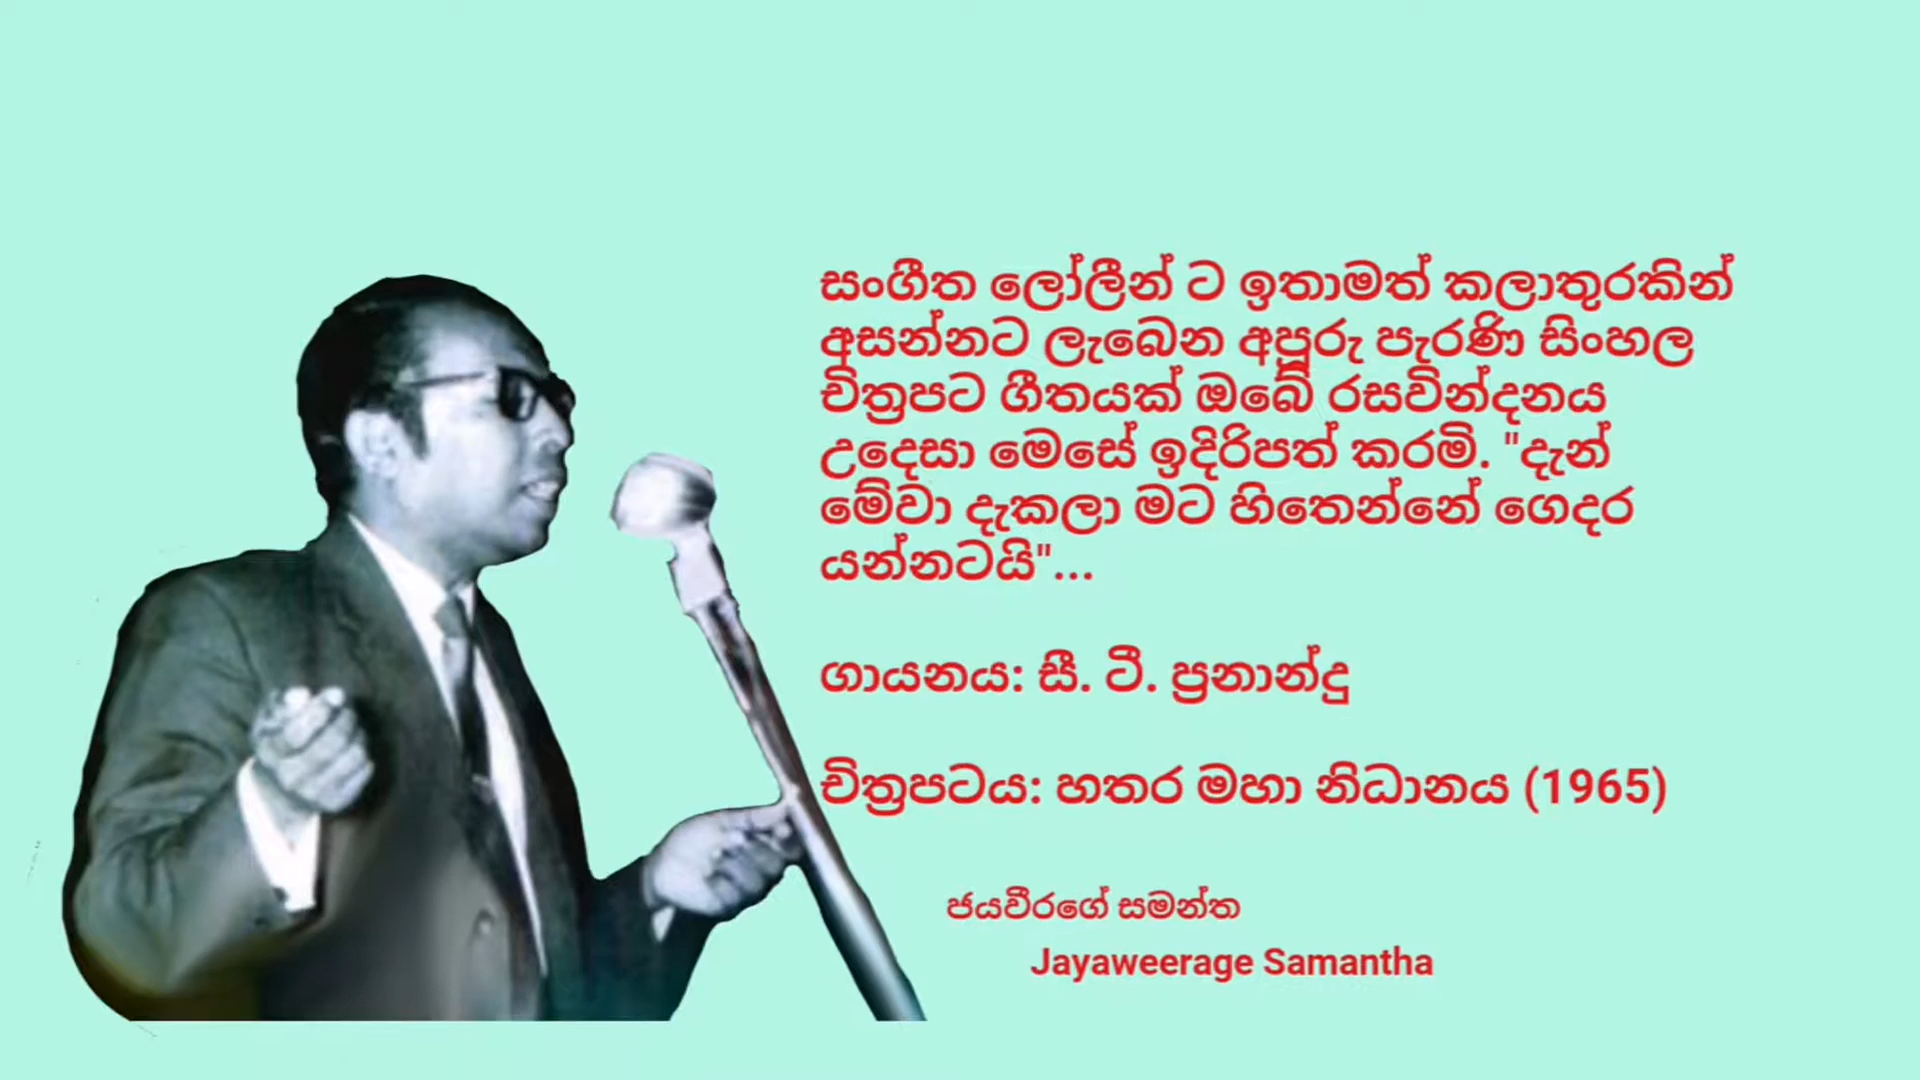 සංගීත ලෝලීන් ට ඉතාමත් කලාතුරකින්
අසන්නට ලැබෙන අපූරු පැරණි සිංහල
චිත්‍රපට ගීතයක් ඔබේ රසවින්දනය
උදෙසා මෙසේ ඉදිරිපත් කරමි. "දැන්
මේවා දැකලා මට හිතෙන්නේ ගෙදර
යන්නටයි"...
ගායනය: සී. ටී. ප්‍රනාන්දු
චිත්‍රපටය: හතර මහා නිධානය (1965)
ජයවීරගේ සමන්ත
Jayaweerage Samantha